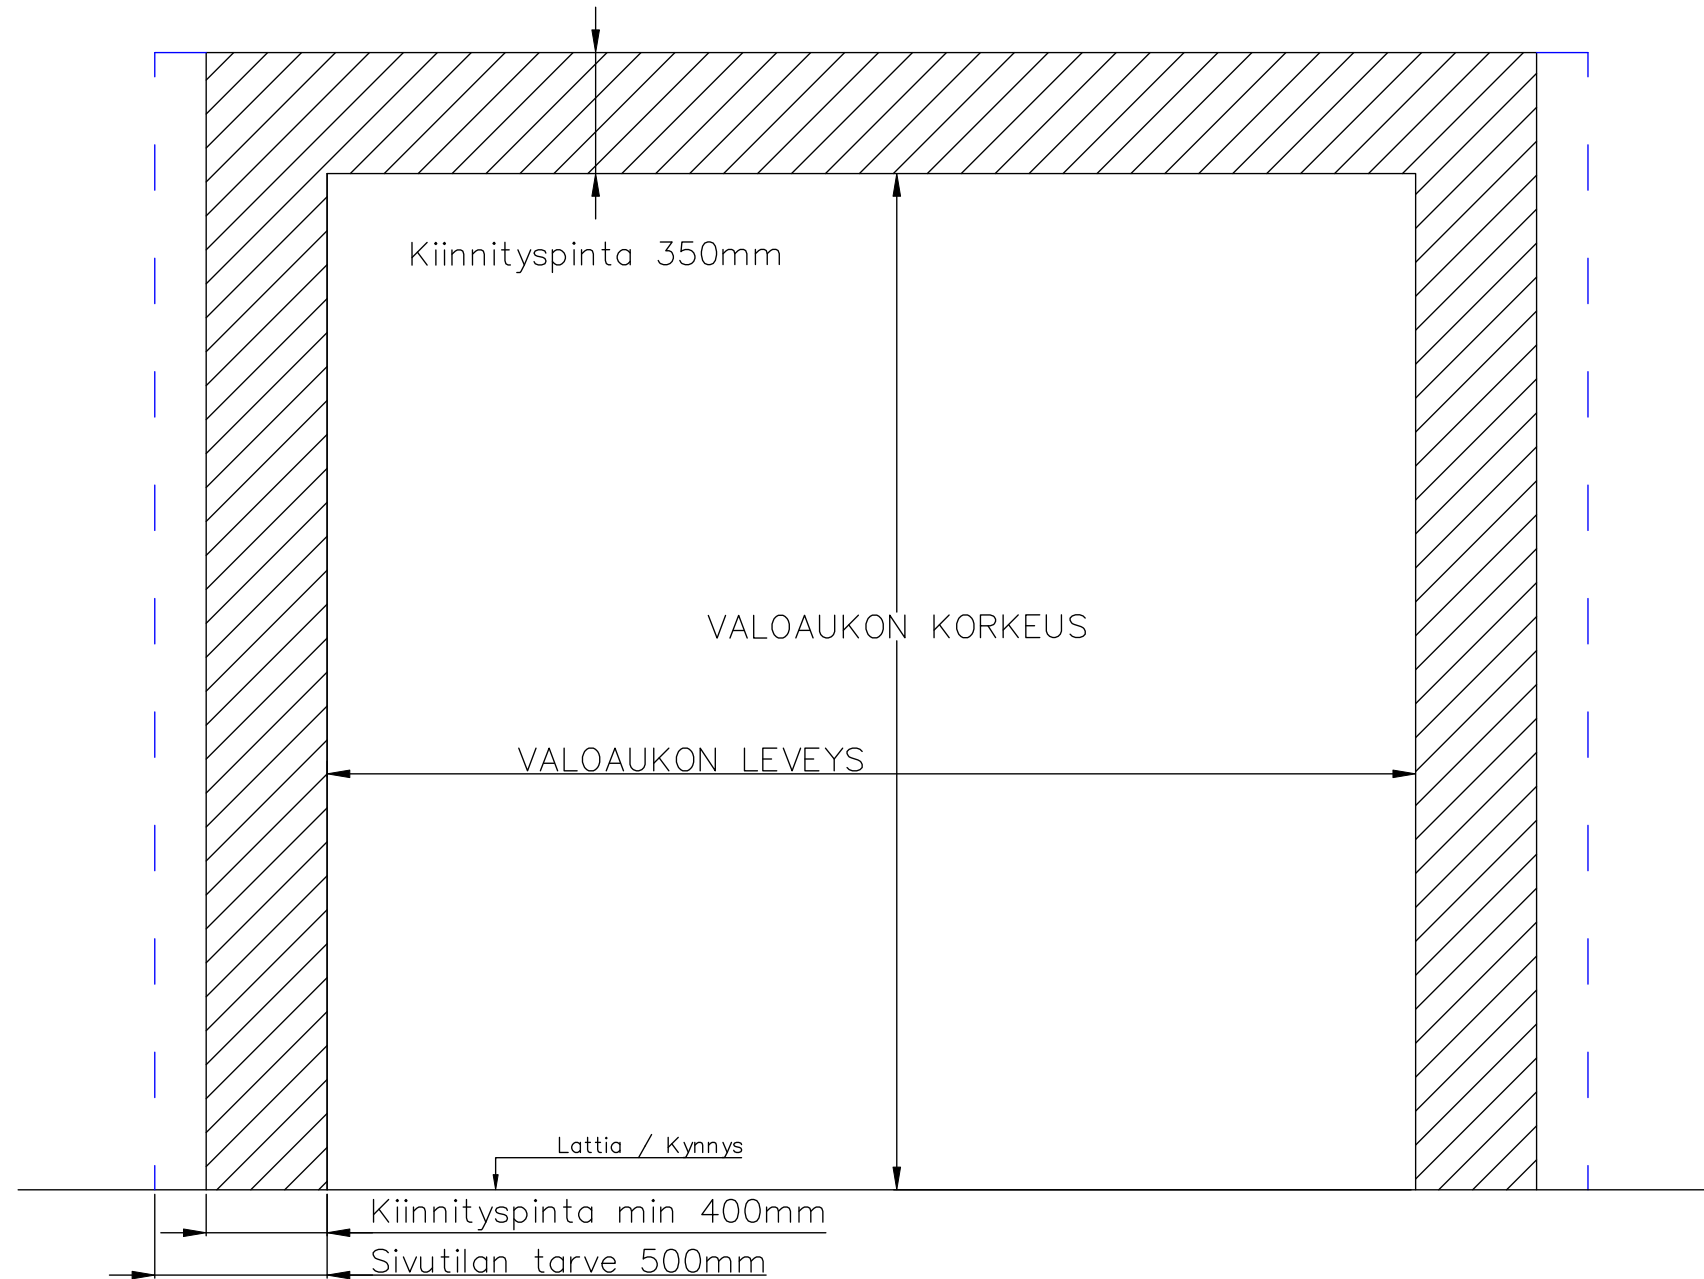 Kiinnityspinta 350mm
VALOAUKON KORKEUS
VALOAUKON LEVEYS
Lattia / Kynnys
Kiinnityspinta min 400mm
Sivutilan tarve 500mm